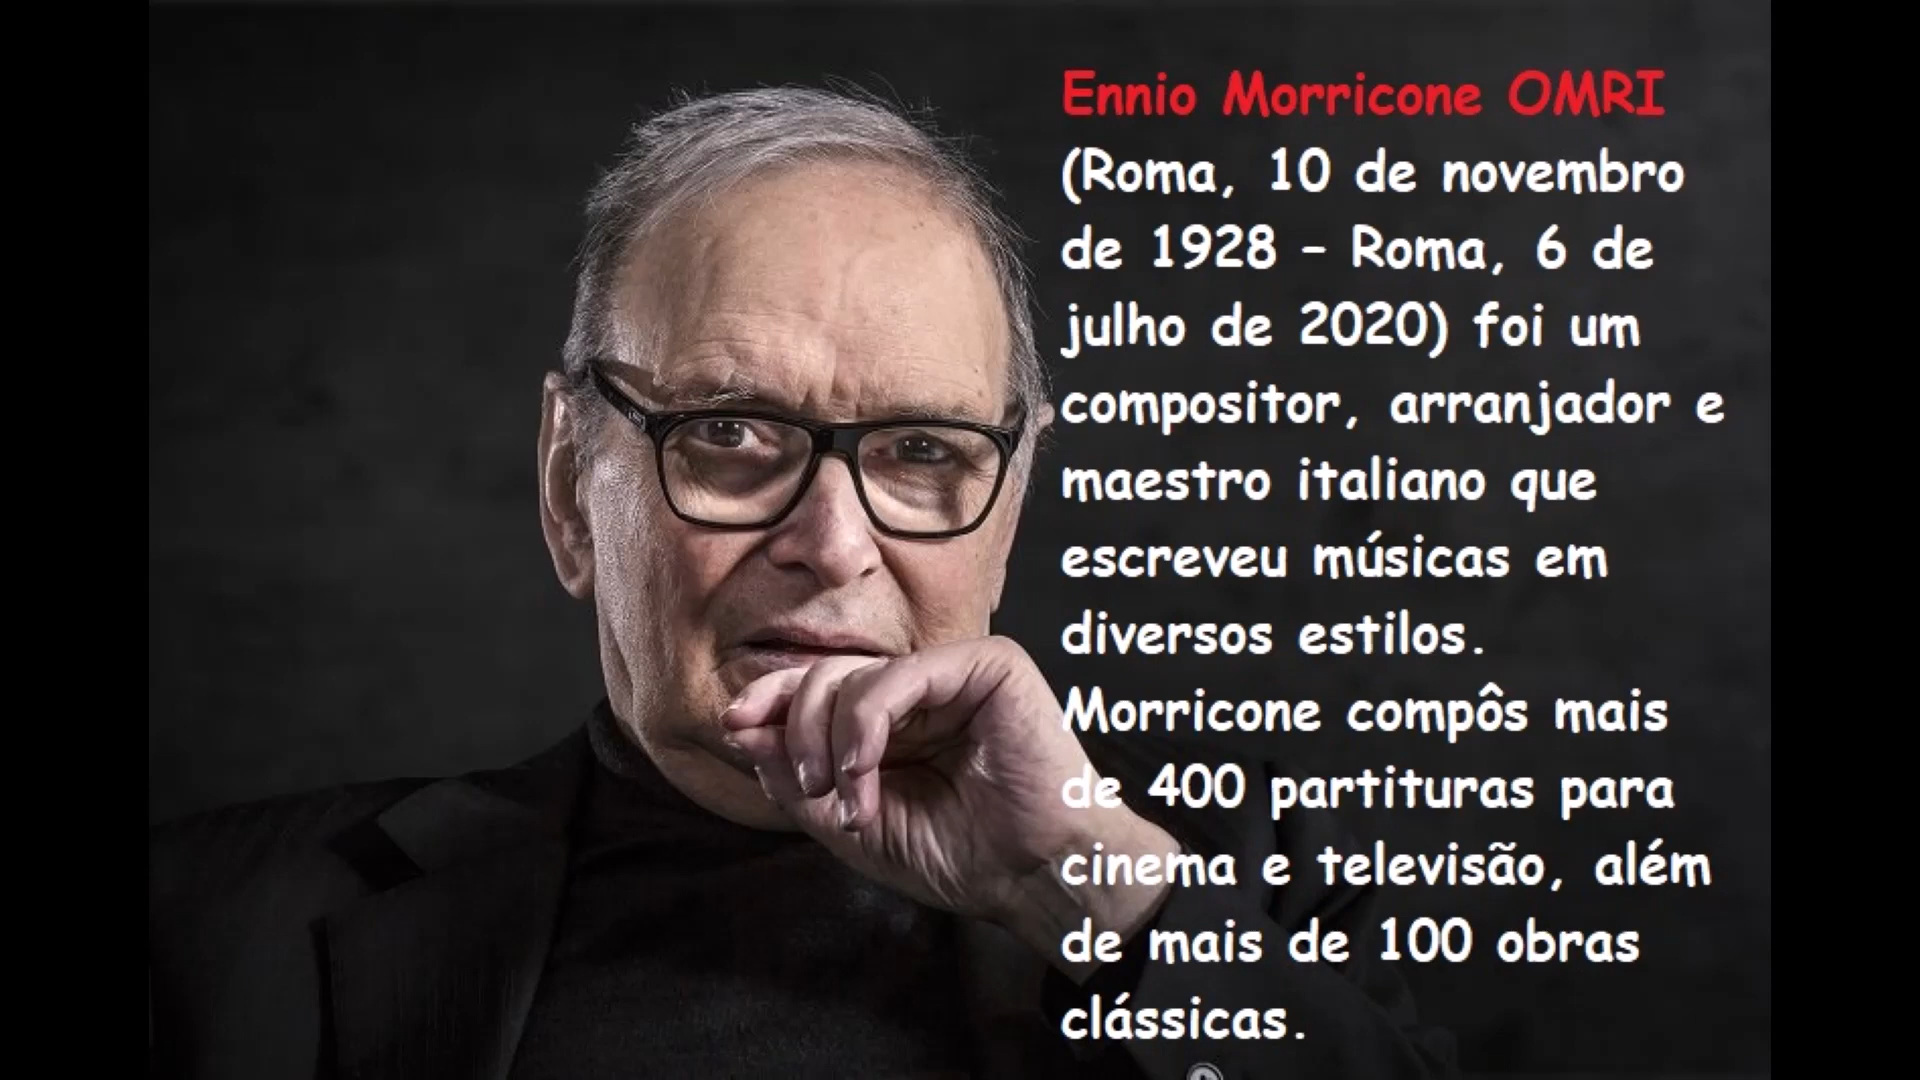 Ennio Morricone OMRI
(Roma, 10 de novembro
de 1928 – Roma, 6 de
julho de 2020) foi um
compositor, arranjador e
maestro italiano que
escreveu músicas em
diversos estilos.
Morricone compôs mais
de 400 partituras para
cinema e televisão, além
de mais de 100 obras
clássicas.